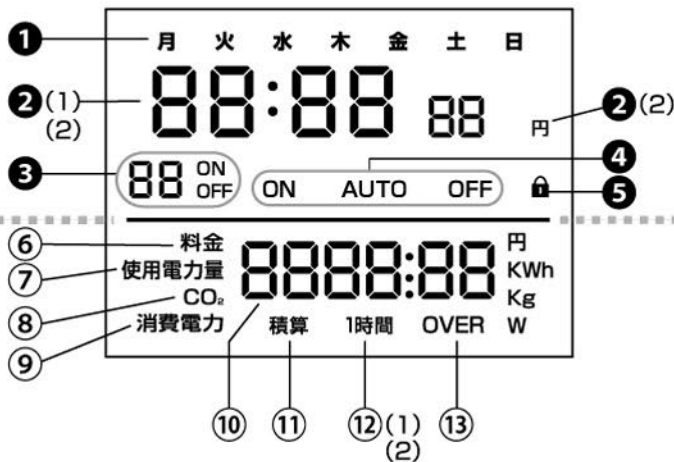 ❶ 月 火 水 木 金 土 日
❷(1) 88:88 88 円 ❷(2)
(2)
❸ 88 ON OFF ON AUTO OFF ❹
❺
⑥ 料金 8888:88 円
⑦ 使用電力量 KWh
⑧ CO₂ Kg
⑨ 消費電力 積算 1時間 OVER W
⑩ ⑪ ⑫(1) ⑬
(2)